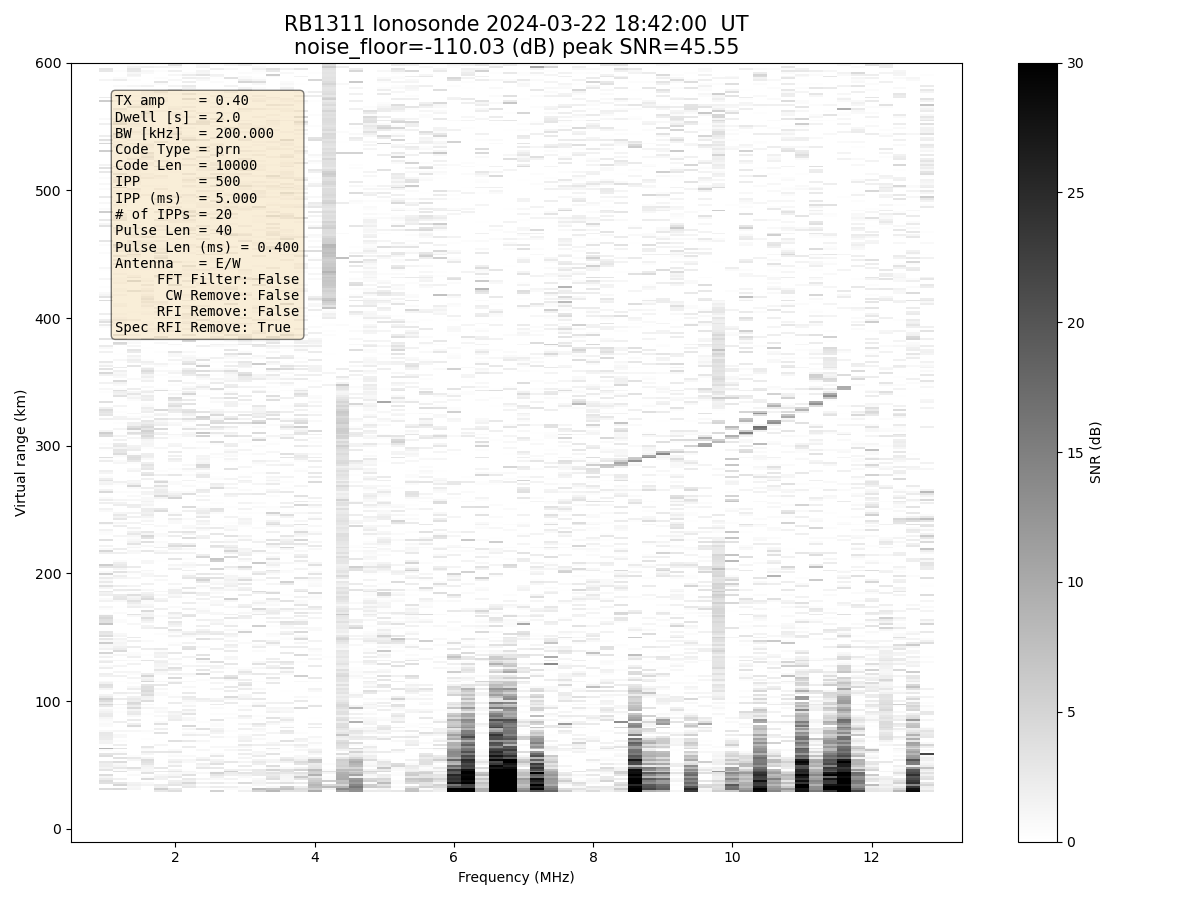 RB1311 Ionosonde 2024-03-22 18:42:00 UT
noise_floor=-110.03 (dB) peak SNR=45.55
TX amp = 0.40
Dwell [s] = 2.0
BW [kHz] = 200.000
Code Type = prn
Code Len = 10000
IPP = 500
IPP (ms) = 5.000
# of IPPs = 20
Pulse Len = 40
Pulse Len (ms) = 0.400
Antenna = E/W
FFT Filter: False
CW Remove: False
RFI Remove: False
Spec RFI Remove: True
Virtual range (km)
600
500
400
300
200
100
0
2 4 6 8 10 12
Frequency (MHz)
30
25
20
15
10
5
0
SNR (dB)